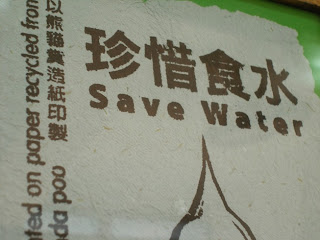 珍惜食水
Save Water
以熊貓糞造紙印製
ted on paper recycled from
da poo